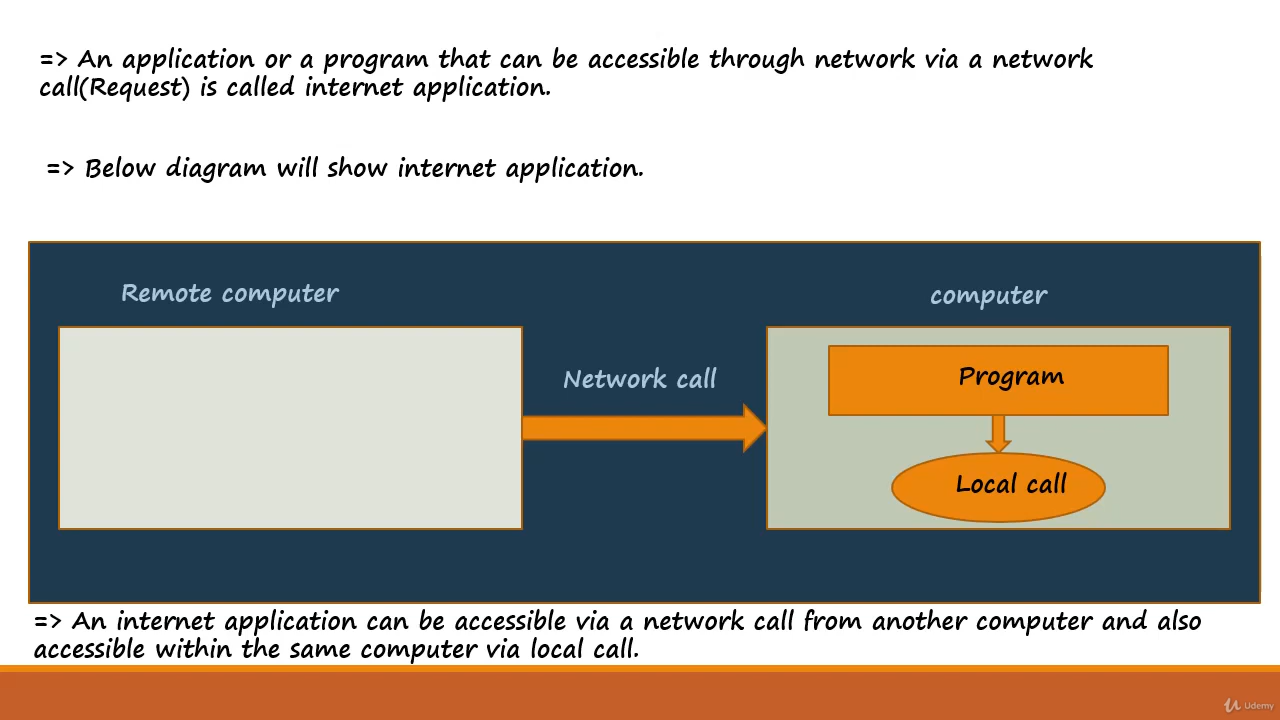 => An application or a program that can be accessible through network via a network
call(Request) is called internet application.
=> Below diagram will show internet application.
Remote computer
computer
Network call
Program
Local call
=> An internet application can be accessible via a network call from another computer and also
accessible within the same computer via local call.
Udemy